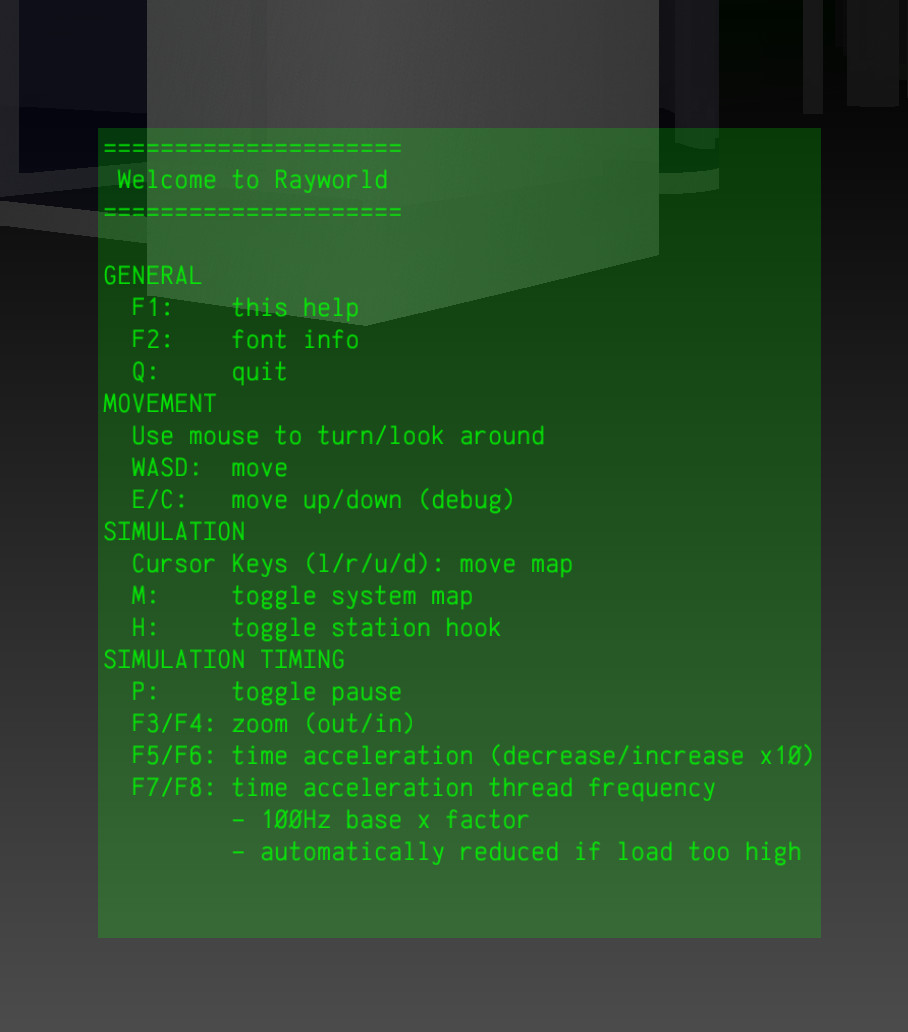 =====================
 Welcome to Rayworld
=====================

GENERAL
  F1:    this help
  F2:    font info
  Q:     quit
MOVEMENT
  Use mouse to turn/look around
  WASD:  move
  E/C:   move up/down (debug)
SIMULATION
  Cursor Keys (l/r/u/d): move map
  M:     toggle system map
  H:     toggle station hook
SIMULATION TIMING
  P:     toggle pause
  F3/F4: zoom (out/in)
  F5/F6: time acceleration (decrease/increase x10)
  F7/F8: time acceleration thread frequency
         - 100Hz base x factor
         - automatically reduced if load too high